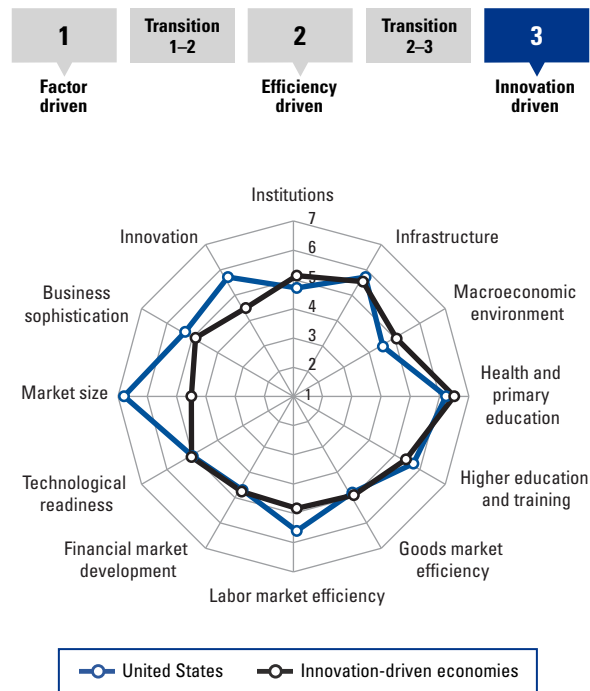 1
Transition
1–2
2
Transition
2–3
3
Factor
driven
Efficiency
driven
Innovation
driven
Institutions
7
6
5
4
3
2
1
Infrastructure
Macroeconomic
environment
Health and
primary
education
Higher education
and training
Goods market
efficiency
Labor market efficiency
Financial market
development
Technological
readiness
Market size
Business
sophistication
Innovation
United States
Innovation-driven economies